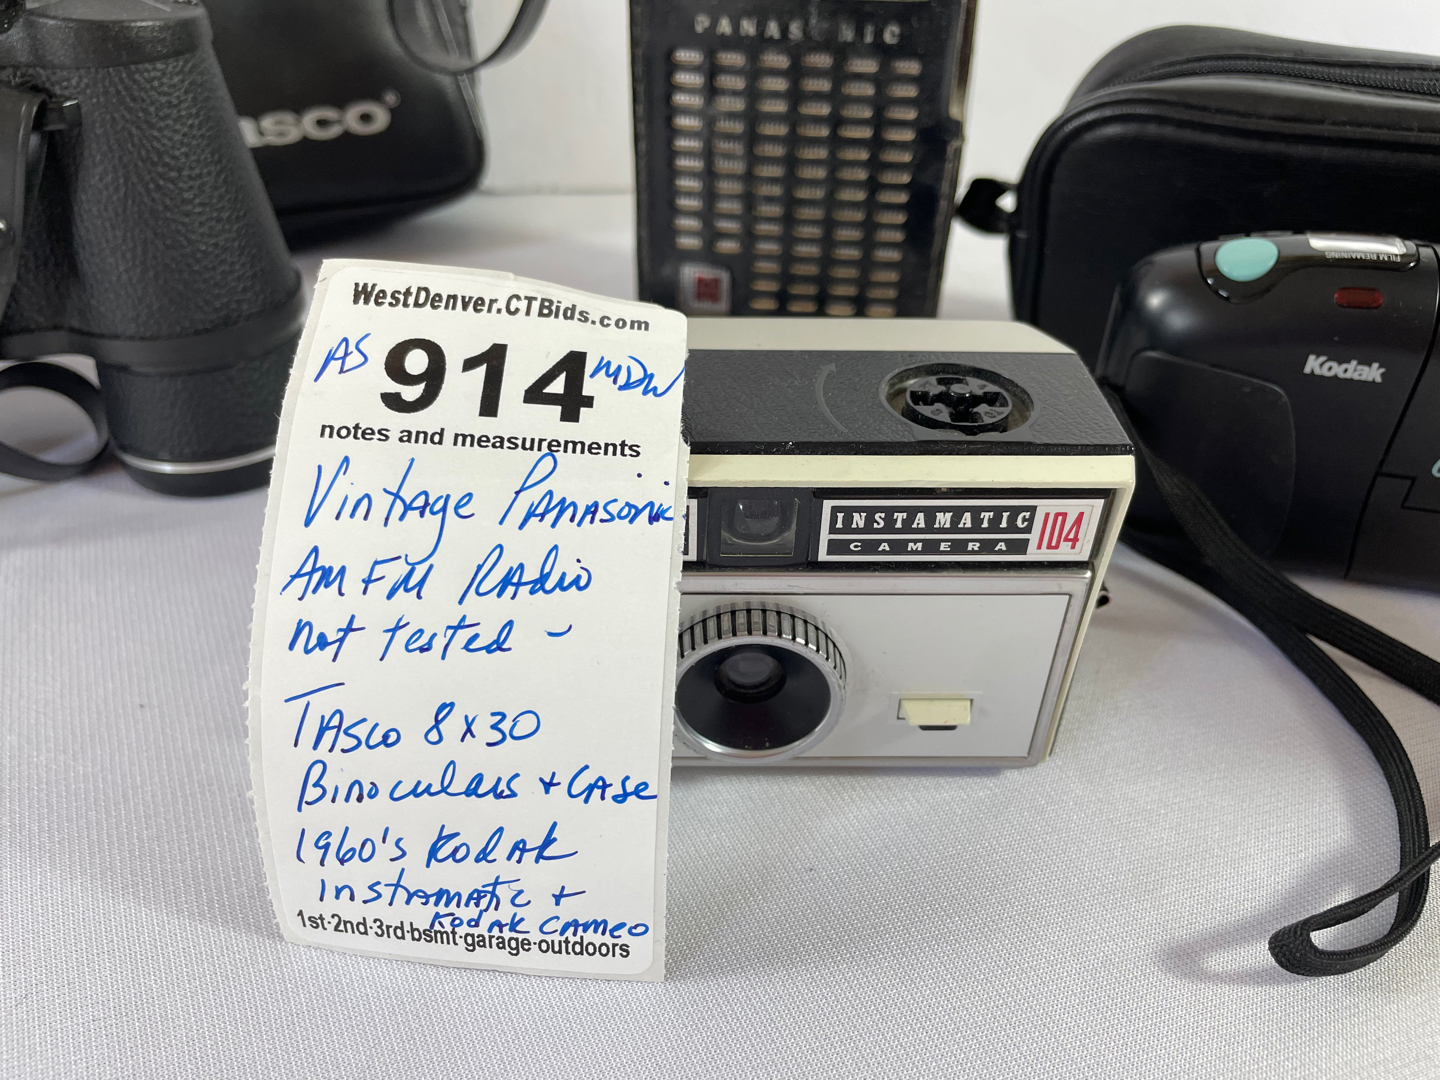 asco
PANASONIC
FILM REMAINING
Kodak
WestDenver.CTBids.com
AS 914 MDW
notes and measurements
Vintage Panasonic
Am FM Radio
not tested -
Tasco 8x30
Binoculars + Case
1960's Kodak
instamatic +
Kodak Cameo
1st-2nd-3rd-bsmt-garage-outdoors
INSTAMATIC 104
CAMERA